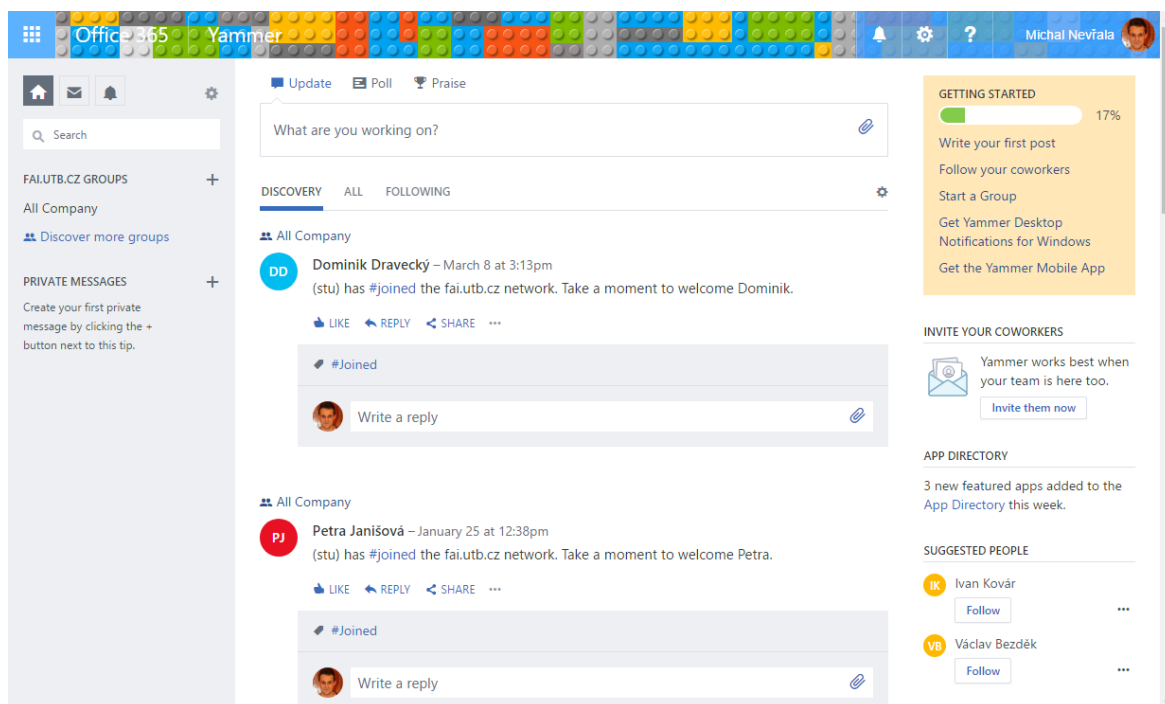 Office 365 Yammer
? Michal Nevřala
Search
FAI.UTB.CZ GROUPS +
All Company
Discover more groups
PRIVATE MESSAGES +
Create your first private
message by clicking the +
button next to this tip.
Update Poll Praise
What are you working on?
DISCOVERY ALL FOLLOWING
All Company
DD
Dominik Dravecký – March 8 at 3:13pm
(stu) has #joined the fai.utb.cz network. Take a moment to welcome Dominik.
LIKE REPLY SHARE •••
#Joined
Write a reply
All Company
PJ
Petra Janišová – January 25 at 12:38pm
(stu) has #joined the fai.utb.cz network. Take a moment to welcome Petra.
LIKE REPLY SHARE •••
#Joined
Write a reply
GETTING STARTED
17%
Write your first post
Follow your coworkers
Start a Group
Get Yammer Desktop
Notifications for Windows
Get the Yammer Mobile App
INVITE YOUR COWORKERS
Yammer works best when
your team is here too.
Invite them now
APP DIRECTORY
3 new featured apps added to the
App Directory this week.
SUGGESTED PEOPLE
IK Ivan Kovár
Follow •••
VB Václav Bezděk
Follow •••